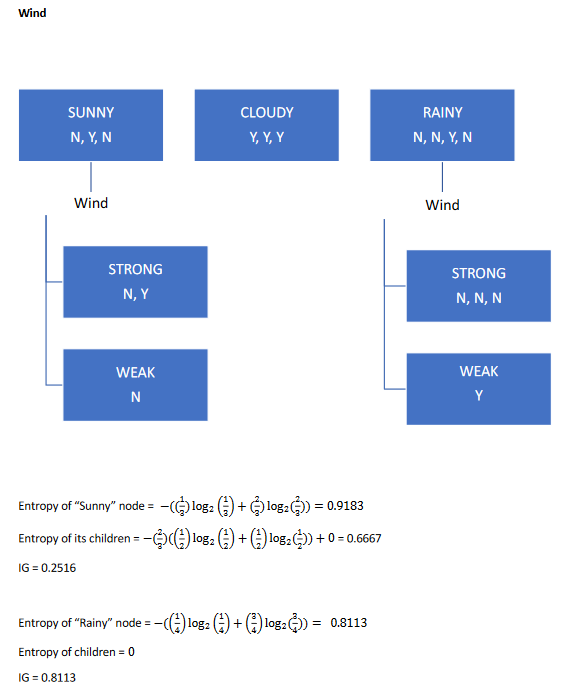 Wind
SUNNY
N, Y, N
CLOUDY
Y, Y, Y
RAINY
N, N, Y, N
Wind
STRONG
N, Y
WEAK
N
Wind
STRONG
N, N, N
WEAK
Y
Entropy of “Sunny” node = −((1/3) log₂ (1/3) + (2/3) log₂(2/3)) = 0.9183
Entropy of its children = −(2/3)((1/2) log₂ (1/2) + (1/2) log₂(1/2)) + 0 = 0.6667
IG = 0.2516
Entropy of “Rainy” node = −((1/4) log₂ (1/4) + (3/4) log₂(3/4)) = 0.8113
Entropy of children = 0
IG = 0.8113